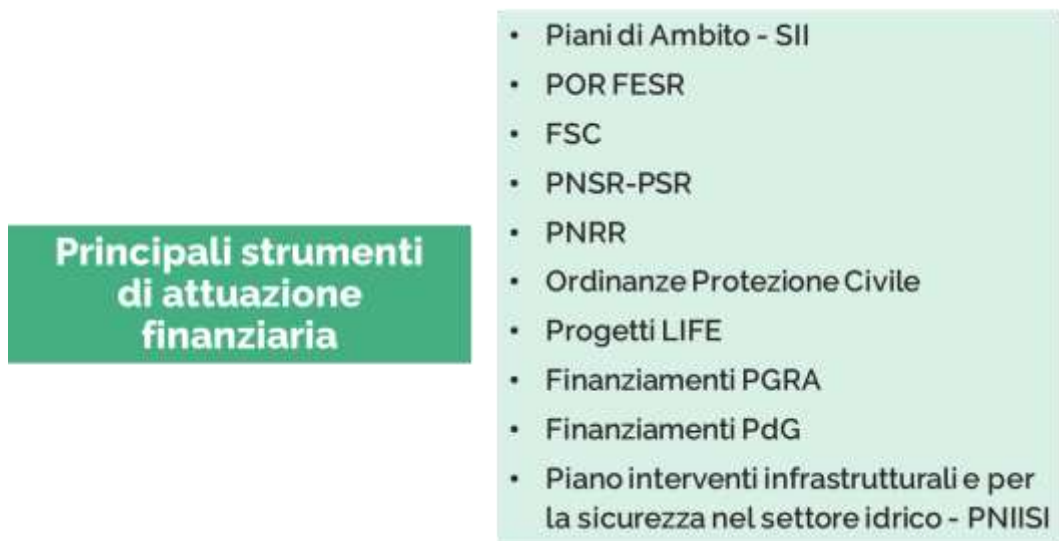 Principali strumenti
di attuazione
finanziaria
• Piani di Ambito - SII
• POR FESR
• FSC
• PNSR-PSR
• PNRR
• Ordinanze Protezione Civile
• Progetti LIFE
• Finanziamenti PGRA
• Finanziamenti PdG
• Piano interventi infrastrutturali e per
la sicurezza nel settore idrico - PNIISI